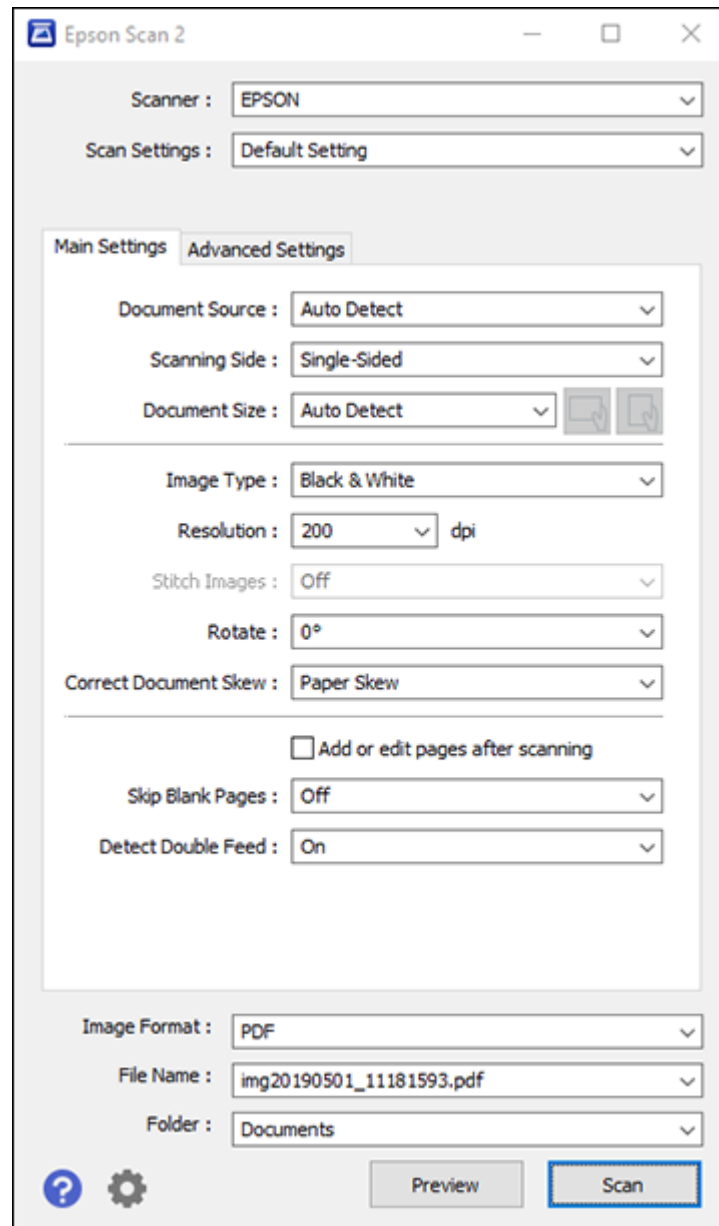 Epson Scan 2
Scanner : EPSON
Scan Settings : Default Setting
Main Settings Advanced Settings
Document Source : Auto Detect
Scanning Side : Single-Sided
Document Size : Auto Detect
Image Type : Black & White
Resolution : 200 dpi
Stitch Images : Off
Rotate : 0°
Correct Document Skew : Paper Skew
Add or edit pages after scanning
Skip Blank Pages : Off
Detect Double Feed : On
Image Format : PDF
File Name : img20190501_11181593.pdf
Folder : Documents
? Preview Scan